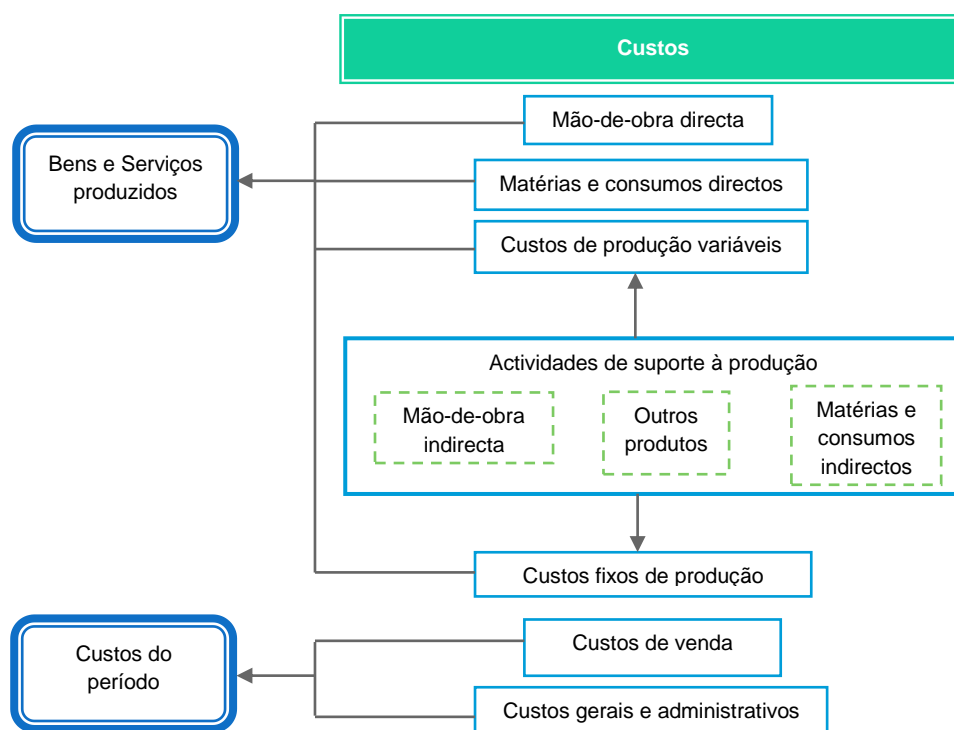 Custos
Mão-de-obra directa
Bens e Serviços
produzidos
Matérias e consumos directos
Custos de produção variáveis
Actividades de suporte à produção
Mão-de-obra
indirecta
Outros
produtos
Matérias e
consumos
indirectos
Custos fixos de produção
Custos do
período
Custos de venda
Custos gerais e administrativos